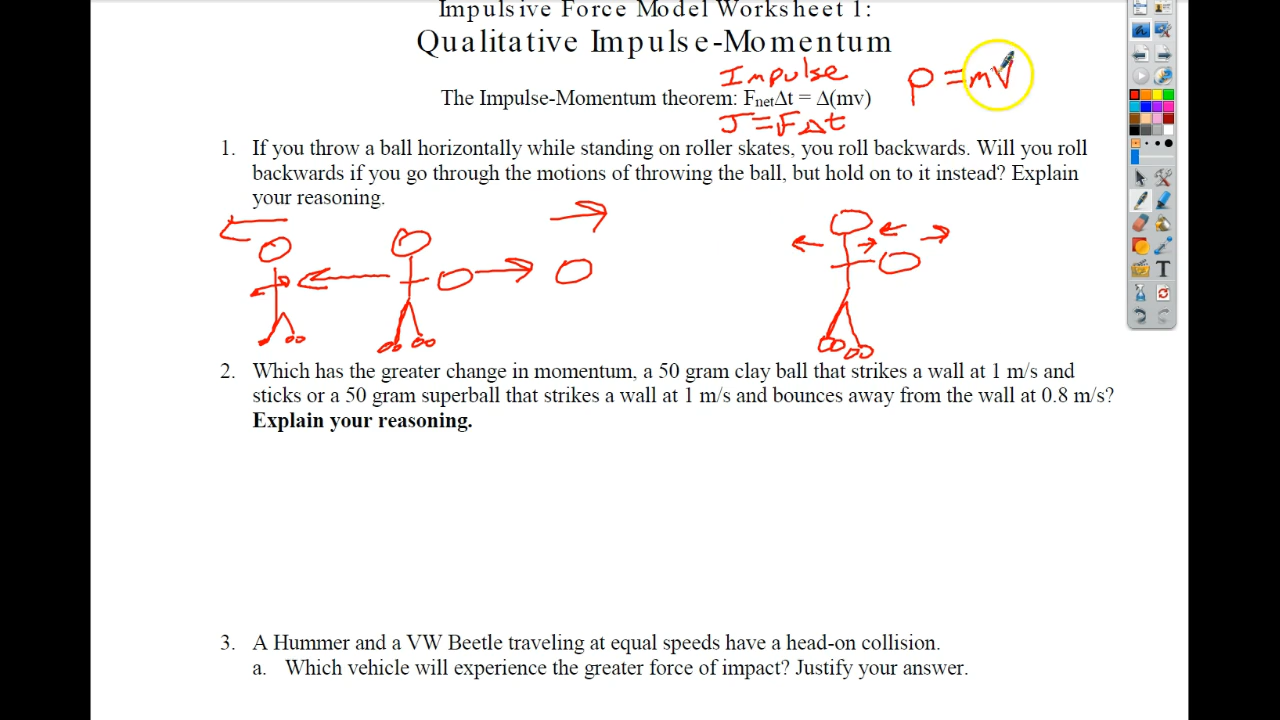 Impulsive Force Model Worksheet 1:
Qualitative Impulse-Momentum
Impulse
p = mv
The Impulse-Momentum theorem: FnetΔt = Δ(mv)
J = FΔt
1. If you throw a ball horizontally while standing on roller skates, you roll backwards. Will you roll
backwards if you go through the motions of throwing the ball, but hold on to it instead? Explain
your reasoning.
2. Which has the greater change in momentum, a 50 gram clay ball that strikes a wall at 1 m/s and
sticks or a 50 gram superball that strikes a wall at 1 m/s and bounces away from the wall at 0.8 m/s?
Explain your reasoning.
3. A Hummer and a VW Beetle traveling at equal speeds have a head-on collision.
a. Which vehicle will experience the greater force of impact? Justify your answer.
T